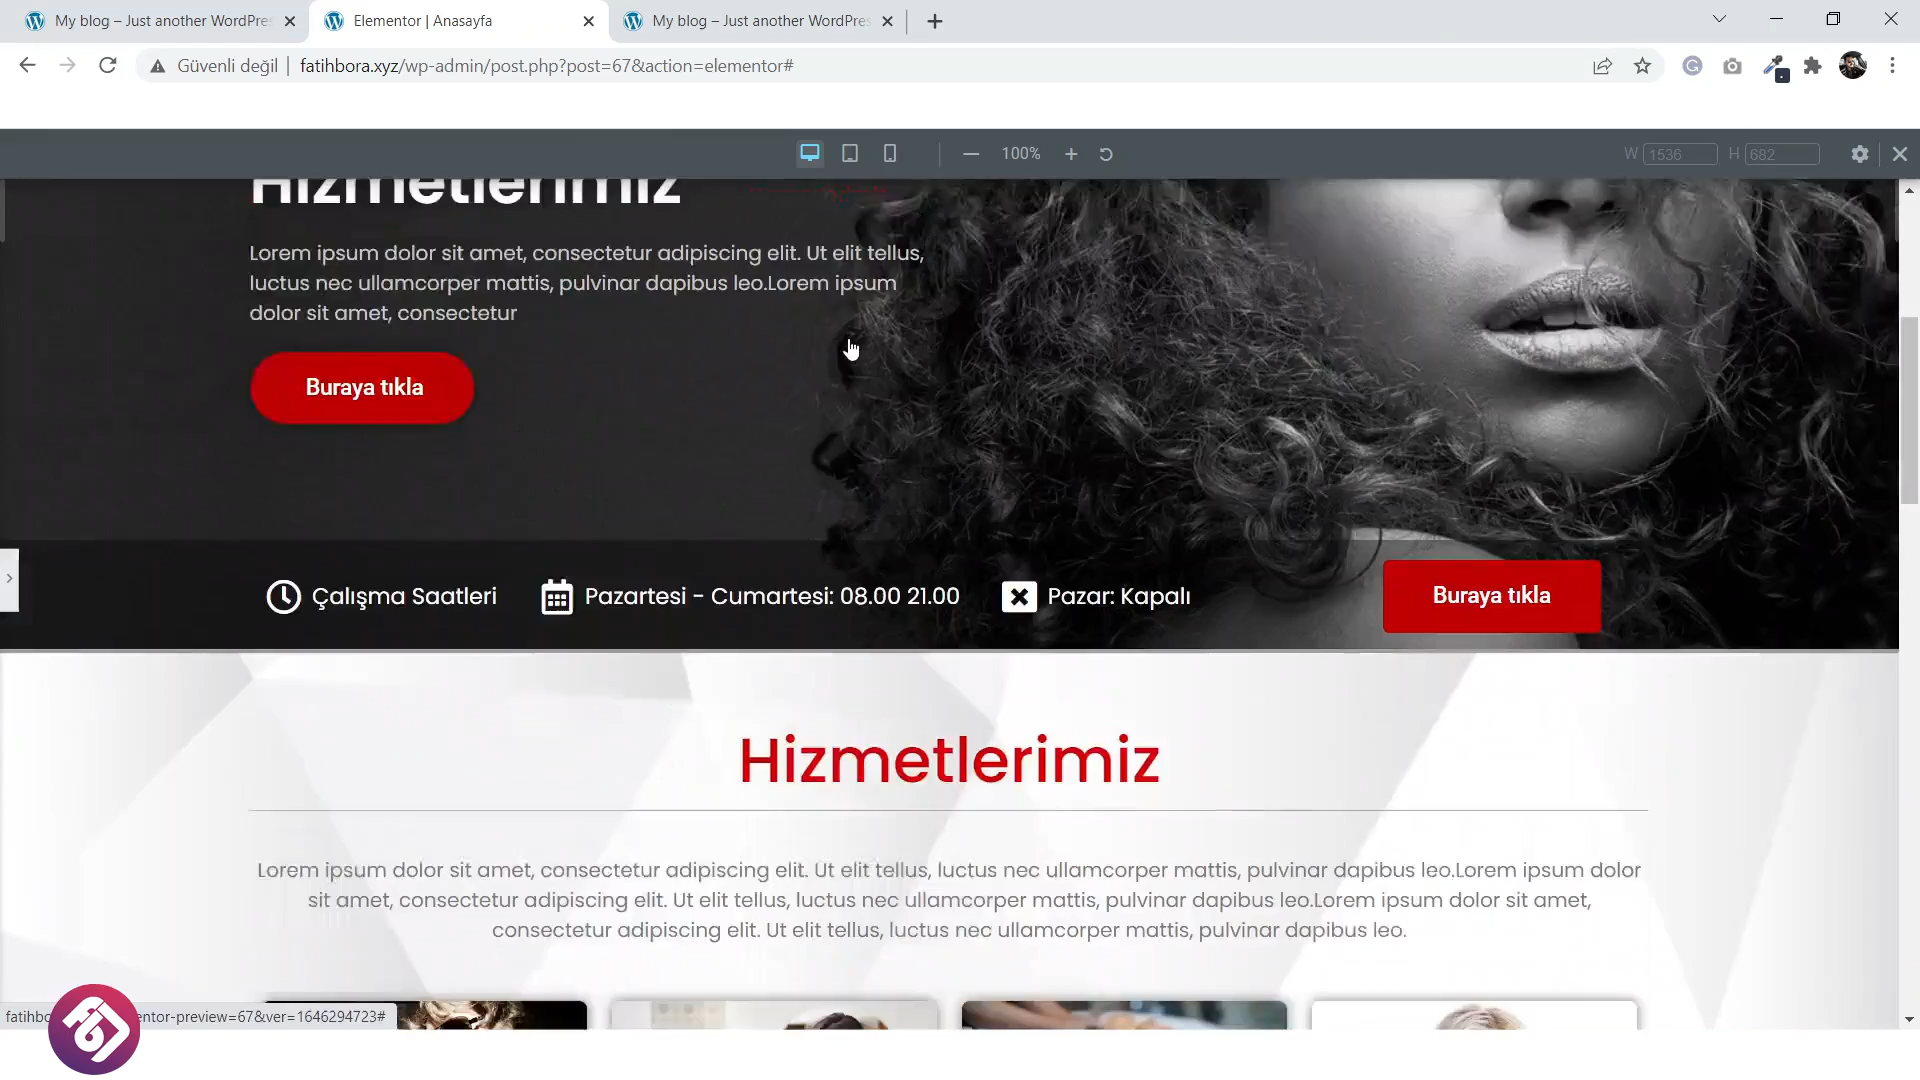 My blog – Just another WordPres
Elementor | Anasayfa
My blog – Just another WordPres
Güvenli değil
fatihbora.xyz/wp-admin/post.php?post=67&action=elementor#
100%
W 1536 H 682
Hizmetlerimiz
Lorem ipsum dolor sit amet, consectetur adipiscing elit. Ut elit tellus,
luctus nec ullamcorper mattis, pulvinar dapibus leo.Lorem ipsum
dolor sit amet, consectetur
Buraya tıkla
Çalışma Saatleri
Pazartesi - Cumartesi: 08.00 21.00
Pazar: Kapalı
Buraya tıkla
Hizmetlerimiz
Lorem ipsum dolor sit amet, consectetur adipiscing elit. Ut elit tellus, luctus nec ullamcorper mattis, pulvinar dapibus leo.Lorem ipsum dolor
sit amet, consectetur adipiscing elit. Ut elit tellus, luctus nec ullamcorper mattis, pulvinar dapibus leo.Lorem ipsum dolor sit amet,
consectetur adipiscing elit. Ut elit tellus, luctus nec ullamcorper mattis, pulvinar dapibus leo.
fatihbo entor-preview=67&ver=1646294723#